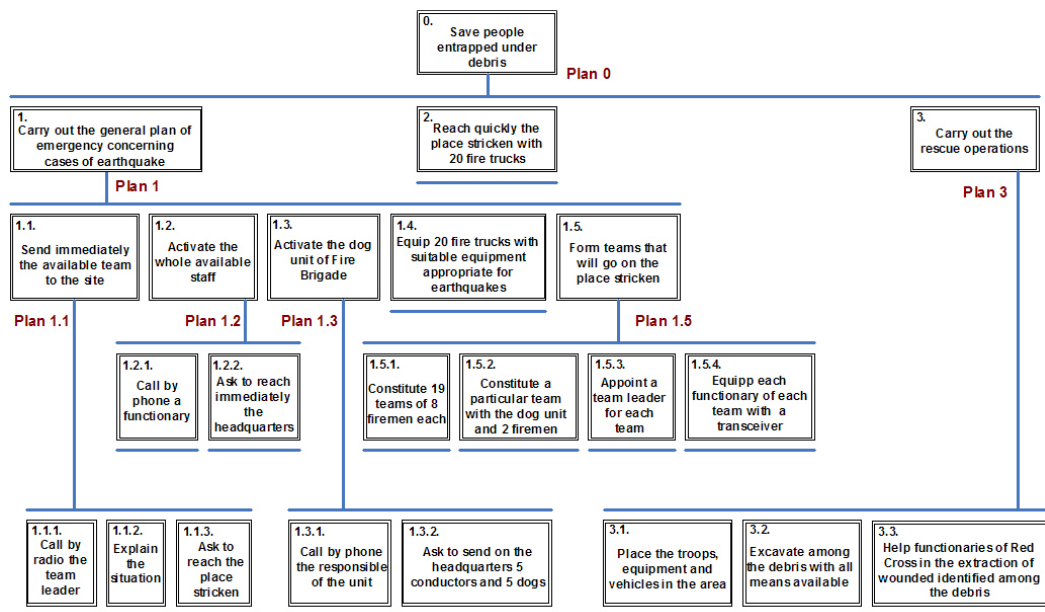 0.
Save people
entrapped under
debris
Plan 0
1.
Carry out the general plan of
emergency concerning
cases of earthquake
2.
Reach quickly the
place stricken with
20 fire trucks
3.
Carry out the
rescue operations
Plan 1
Plan 3
1.1.
Send immediately
the available team
to the site
1.2.
Activate the
whole available
staff
1.3.
Activate the dog
unit of Fire
Brigade
1.4.
Equip 20 fire trucks with
suitable equipment
appropriate for
earthquakes
1.5.
Form teams that
will go on the
place stricken
Plan 1.1
Plan 1.2
Plan 1.3
Plan 1.5
1.2.1.
Call by
phone a
functionary
1.2.2.
Ask to reach
immediately
the
headquarters
1.5.1.
Constitute 19
teams of 8
firemen each
1.5.2.
Constitute a
particular team
with the dog unit
and 2 firemen
1.5.3.
Appoint a
team leader
for each
team
1.5.4.
Equipp each
functionary of each
team with a
transceiver
1.1.1.
Call by
radio the
team
leader
1.1.2.
Explain
the
situation
1.1.3.
Ask to
reach the
place
stricken
1.3.1.
Call by phone
the responsible
of the unit
1.3.2.
Ask to send on the
headquarters 5
conductors and 5 dogs
3.1.
Place the troops,
equipment and
vehicles in the area
3.2.
Excavate among
the debris with all
means available
3.3.
Help functionaries of Red
Cross in the extraction of
wounded identified among
the debris